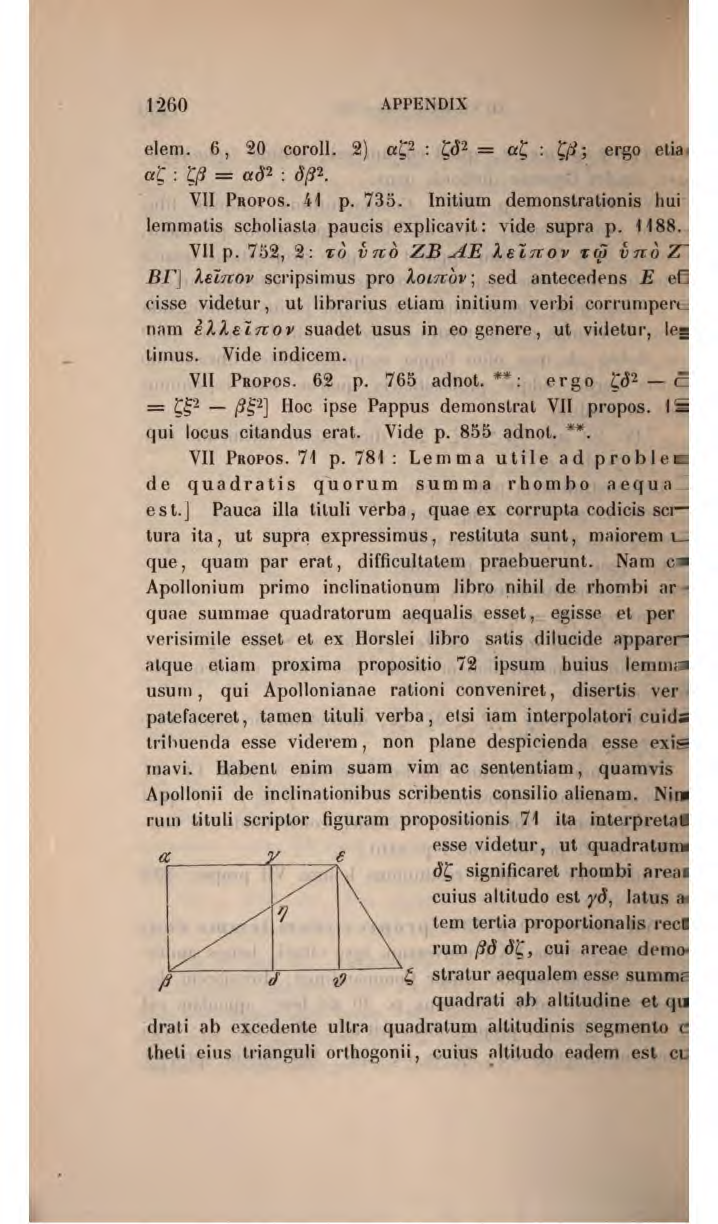 1260 APPENDIX
elem. 6, 20 coroll. 2) αζ² : ζδ² = αζ : ζβ; ergo etia
αζ : ζβ = αδ² : δβ².
VII PROPOS. 41 p. 735. Initium demonstrationis hui
lemmatis scholiasta paucis explicavit: vide supra p. 1188.
VII p. 752, 2: τὸ ὑπὸ ΖΒ ΑΕ λεῖπον τῷ ὑπὸ Ζ
ΒΓ] λεῖπον scripsimus pro λοιπὸν; sed antecedens E ef
cisse videtur, ut librarius etiam initium verbi corrumpere
nam ἐλλεῖπον suadet usus in eo genere, ut videtur, le
timus. Vide indicem.
VII PROPOS. 62 p. 765 adnot. **: ergo ζδ² —
= ζξ² — βξ²] Hoc ipse Pappus demonstrat VII propos.
qui locus citandus erat. Vide p. 855 adnot. **.
VII PROPOS. 71 p. 781: Lemma utile ad proble
de quadratis quorum summa rhombo aequa
est.] Pauca illa tituli verba, quae ex corrupta codicis scri
tura ita, ut supra expressimus, restituta sunt, maiorem
que, quam par erat, difficultatem praebuerunt. Nam
Apollonium primo inclinationum libro nihil de rhombi ar
quae summae quadratorum aequalis esset, egisse et per
verisimile esset et ex Horslei libro satis dilucide apparer
atque etiam proxima propositio 72 ipsum huius lemma
usum, qui Apollonianae rationi conveniret, disertis ver
patefaceret, tamen tituli verba, etsi iam interpolatori cuida
tribuenda esse viderem, non plane despicienda esse exis
mavi. Habent enim suam vim ac sententiam, quamvis
Apollonii de inclinationibus scribentis consilio alienam. Nim
rum tituli scriptor figuram propositionis 71 ita interpretat
esse videtur, ut quadratum
δζ significaret rhombi area
cuius altitudo est γδ, latus a
tem tertia proportionalis rect
rum βδ δζ, cui areae demo
stratur aequalem esse summa
quadrati ab altitudine et qu
α γ ε
η
β δ θ ξ
drati ab excedente ultra quadratum altitudinis segmento c
theti eius trianguli orthogonii, cuius altitudo eadem est cu